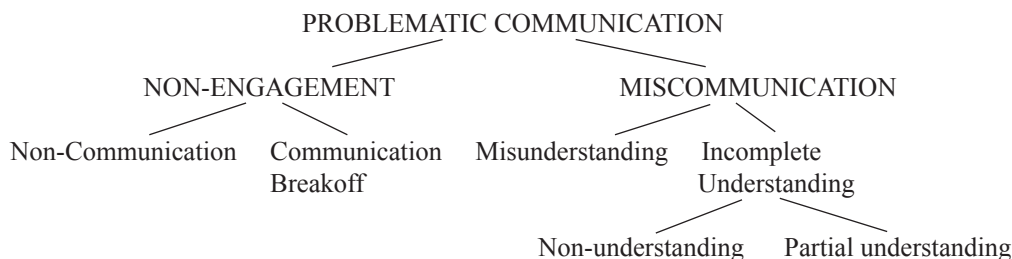 PROBLEMATIC COMMUNICATION
NON-ENGAGEMENT MISCOMMUNICATION
Non-Communication Communication Misunderstanding Incomplete
Breakoff Understanding
Non-understanding Partial understanding